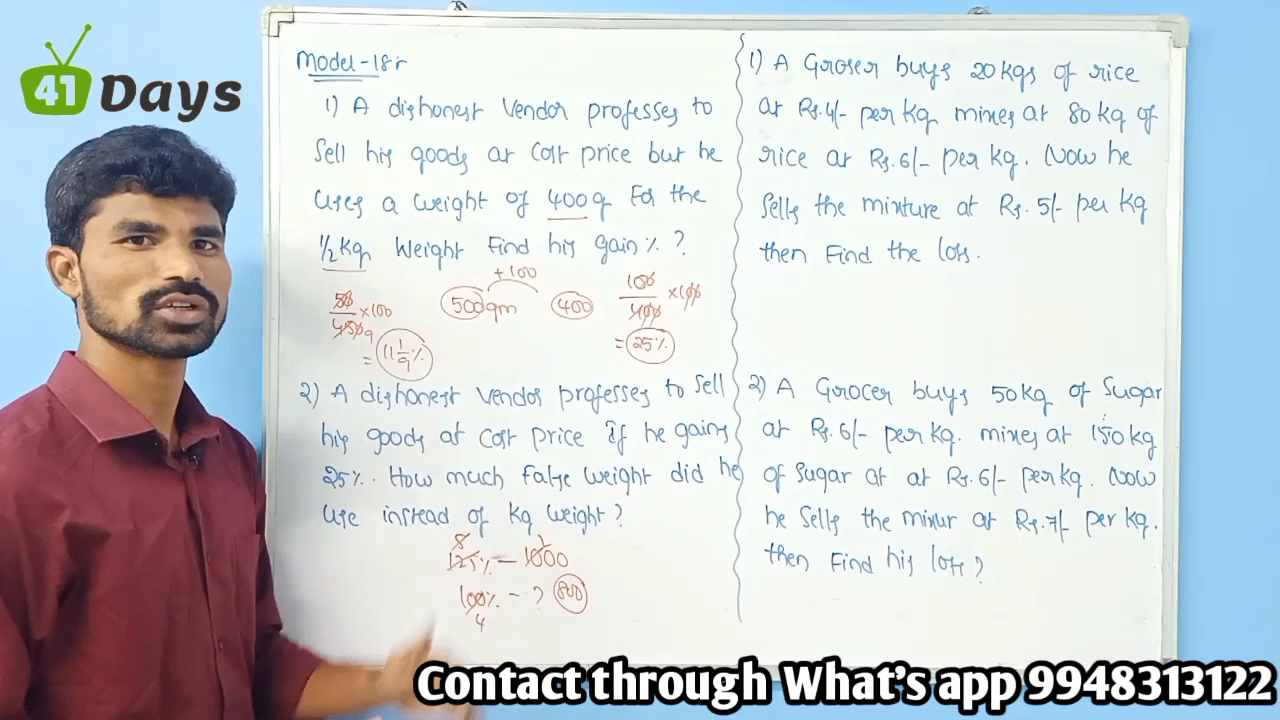 41 Days
Model-18r
1) A dishonest Vendor professes to
Sell his goods at Cost price but he
Uses a weight of 400g For the
1/2 Kg Weight Find his gain % ?
+100
50/450 9 ×100
500gm
400
100/400 ×100
= 11 1/9 %
= 25%
2) A dishonest Vendor professes to Sell
his goods at Cost price If he gains
25%. How much False weight did he
Use instead of Kg Weight?
5 1
125% — 1000
100% - ? 800
4
1) A Groser buys 20kgs of rice
at Rs.4/- per kg mixes at 80kg of
rice at Rs.6/- per kg. Now he
Sells the mixture at Rs. 5/- per kg
then Find the loss.
2) A Grocer buys 50kg of Sugar
at Rs.6/- per kg. mixes at 150kg
of Sugar at at Rs.6/- per kg. Now
he Sells the mixur at Rs.7/- per kg.
then Find his loss?
Contact through What's app 9948313122